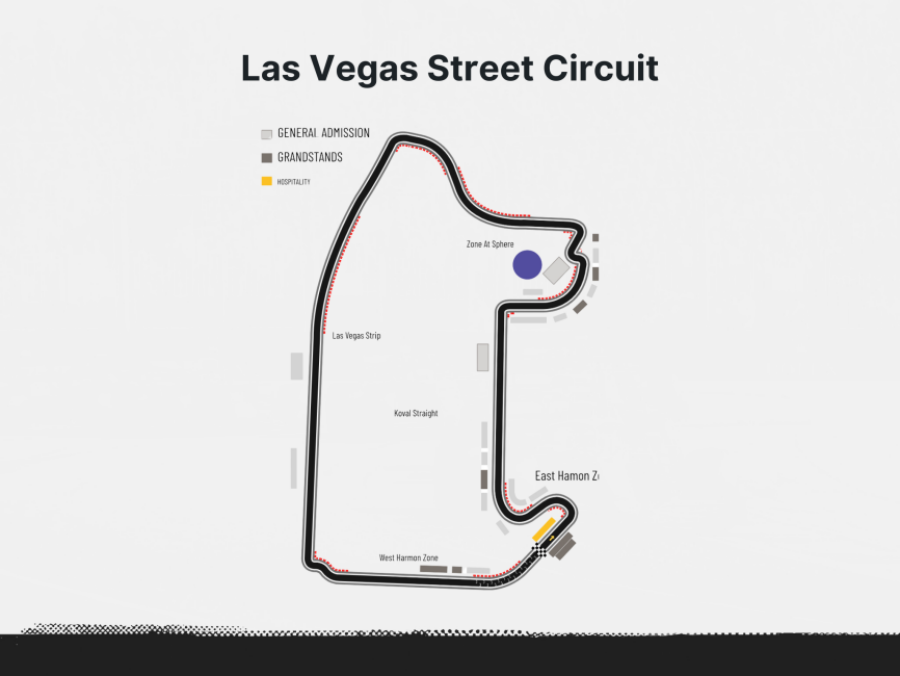 Las Vegas Street Circuit
GENERAL ADMISSION
GRANDSTANDS
HOSPITALITY
Zone At Sphere
Las Vegas Strip
Koval Straight
East Hamon Z
West Harmon Zone